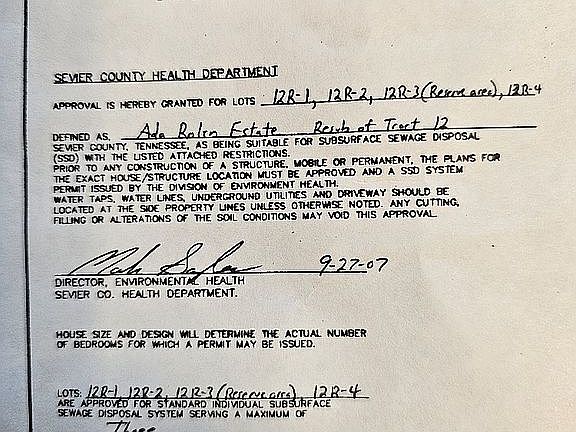 SEVIER COUNTY HEALTH DEPARTMENT
APPROVAL IS HEREBY GRANTED FOR LOTS 12R-1, 12R-2, 12R-3 (Reserve area), 12R-4
DEFINED AS, Ada Estate Resub of Tract 12
SEVIER COUNTY, TENNESSEE, AS BEING SUITABLE FOR SUBSURFACE SEWAGE DISPOSAL
(SSD) WITH THE LISTED ATTACHED RESTRICTIONS.
PRIOR TO ANY CONSTRUCTION OF A STRUCTURE, MOBILE OR PERMANENT, THE PLANS FOR
THE EXACT HOUSE/STRUCTURE LOCATION MUST BE APPROVED AND A SSD SYSTEM
PERMIT ISSUED BY THE DIVISION OF ENVIRONMENT HEALTH.
WATER TAPS, WATER LINES, UNDERGROUND UTILITIES AND DRIVEWAY SHOULD BE
LOCATED AT THE SIDE PROPERTY LINES UNLESS OTHERWISE NOTED. ANY CUTTING,
FILLING OR ALTERATIONS OF THE SOIL CONDITIONS MAY VOID THIS APPROVAL.
9-27-07
DIRECTOR, ENVIRONMENTAL HEALTH
SEVIER CO. HEALTH DEPARTMENT.
HOUSE SIZE AND DESIGN WILL DETERMINE THE ACTUAL NUMBER
OF BEDROOMS FOR WHICH A PERMIT MAY BE ISSUED.
LOTS: 12R-1, 12R-2, 12R-3 (Reserve area), 12R-4
ARE APPROVED FOR STANDARD INDIVIDUAL SUBSURFACE
SEWAGE DISPOSAL SYSTEM SERVING A MAXIMUM OF
Three